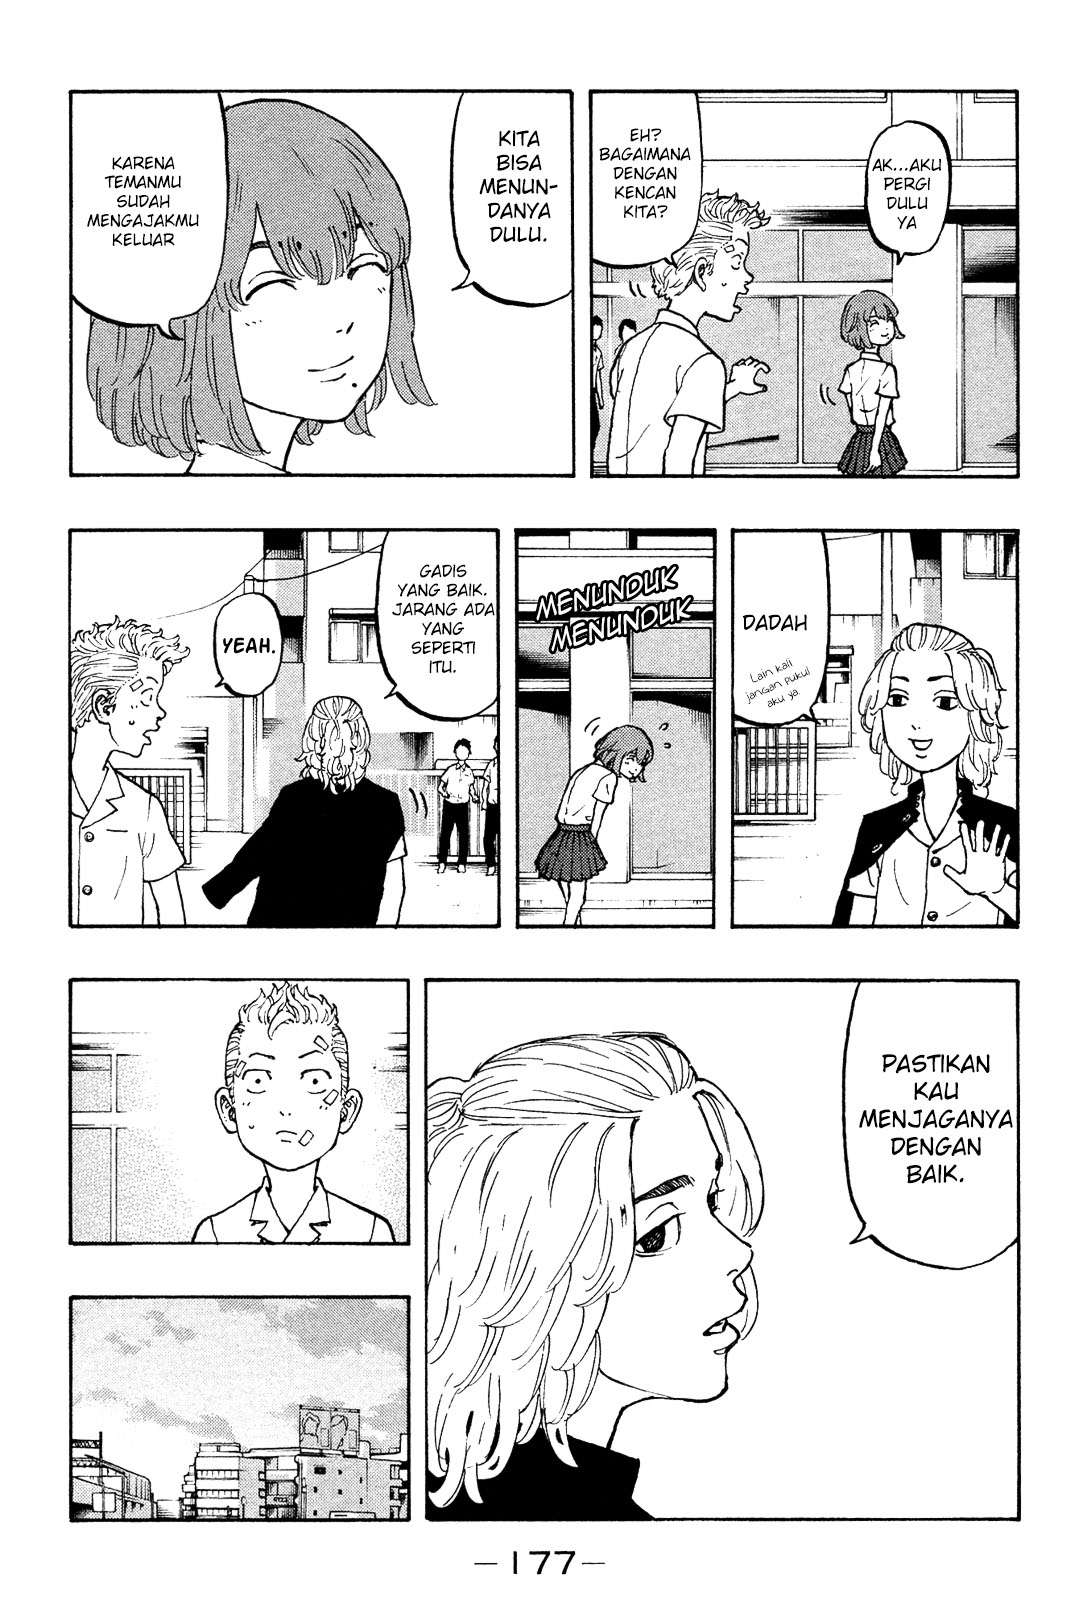 AK...AKU
PERGI
DULU
YA
EH?
BAGAIMANA
DENGAN
KENCAN
KITA?
KITA
BISA
MENUN-
DANYA
DULU.
KARENA
TEMANMU
SUDAH
MENGAJAKMU
KELUAR
DADAH
Lain kali
jangan pukul
aku ya.
MENUNDUK
MENUNDUK
GADIS
YANG BAIK.
JARANG ADA
YANG
SEPERTI
ITU.
YEAH.
PASTIKAN
KAU
MENJAGANYA
DENGAN
BAIK.
—177—